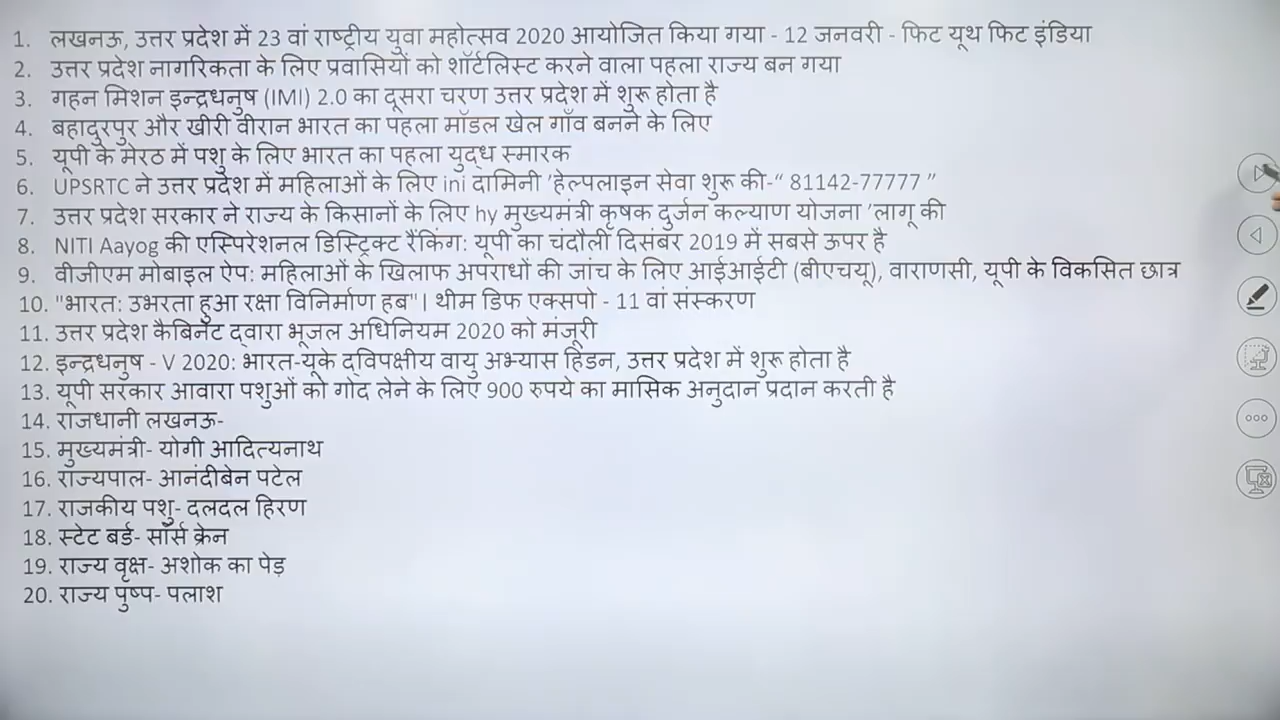 1. लखनऊ, उत्तर प्रदेश में 23 वां राष्ट्रीय युवा महोत्सव 2020 आयोजित किया गया - 12 जनवरी - फिट यूथ फिट इंडिया
2. उत्तर प्रदेश नागरिकता के लिए प्रवासियों को शॉर्टलिस्ट करने वाला पहला राज्य बन गया
3. गहन मिशन इन्द्रधनुष (IMI) 2.0 का दूसरा चरण उत्तर प्रदेश में शुरू होता है
4. बहादुरपुर और खीरी वीरान भारत का पहला मॉडल खेल गाँव बनने के लिए
5. यूपी के मेरठ में पशु के लिए भारत का पहला युद्ध स्मारक
6. UPSRTC ने उत्तर प्रदेश में महिलाओं के लिए ini दामिनी 'हेल्पलाइन सेवा शुरू की-“ 81142-77777 ”
7. उत्तर प्रदेश सरकार ने राज्य के किसानों के लिए hy मुख्यमंत्री कृषक दुर्जन कल्याण योजना 'लागू की
8. NITI Aayog की एस्पिरेशनल डिस्ट्रिक्ट रैंकिंग: यूपी का चंदौली दिसंबर 2019 में सबसे ऊपर है
9. वीजीएम मोबाइल ऐप: महिलाओं के खिलाफ अपराधों की जांच के लिए आईआईटी (बीएचयू), वाराणसी, यूपी के विकसित छात्र
10. "भारत: उभरता हुआ रक्षा विनिर्माण हब"। थीम डिफ एक्सपो - 11 वां संस्करण
11. उत्तर प्रदेश कैबिनेट द्वारा भूजल अधिनियम 2020 को मंजूरी
12. इन्द्रधनुष - V 2020: भारत-यूके द्विपक्षीय वायु अभ्यास हिंडन, उत्तर प्रदेश में शुरू होता है
13. यूपी सरकार आवारा पशुओं को गोद लेने के लिए 900 रुपये का मासिक अनुदान प्रदान करती है
14. राजधानी लखनऊ-
15. मुख्यमंत्री- योगी आदित्यनाथ
16. राज्यपाल- आनंदीबेन पटेल
17. राजकीय पशु- दलदल हिरण
18. स्टेट बर्ड- सॉर्स क्रेन
19. राज्य वृक्ष- अशोक का पेड़
20. राज्य पुष्प- पलाश